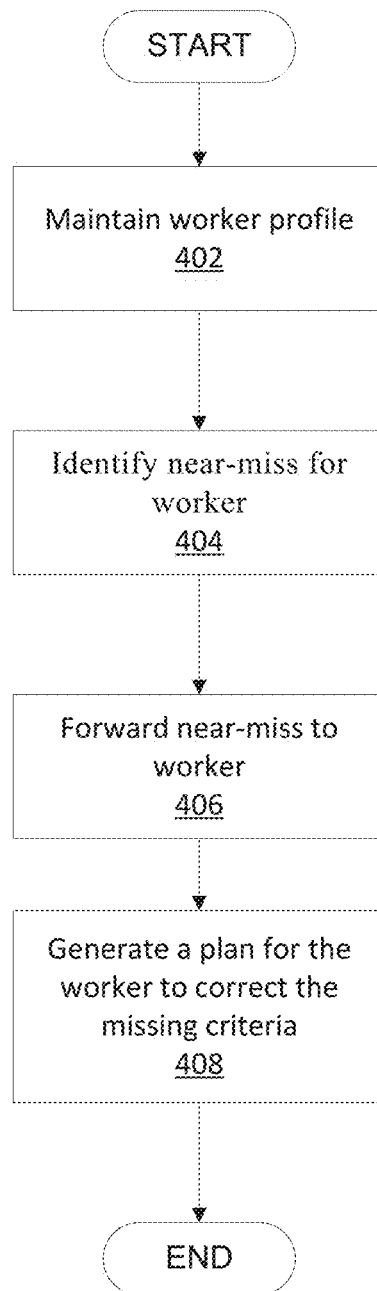 START
Maintain worker profile
402
Identify near-miss for
worker
404
Forward near-miss to
worker
406
Generate a plan for the
worker to correct the
missing criteria
408
END